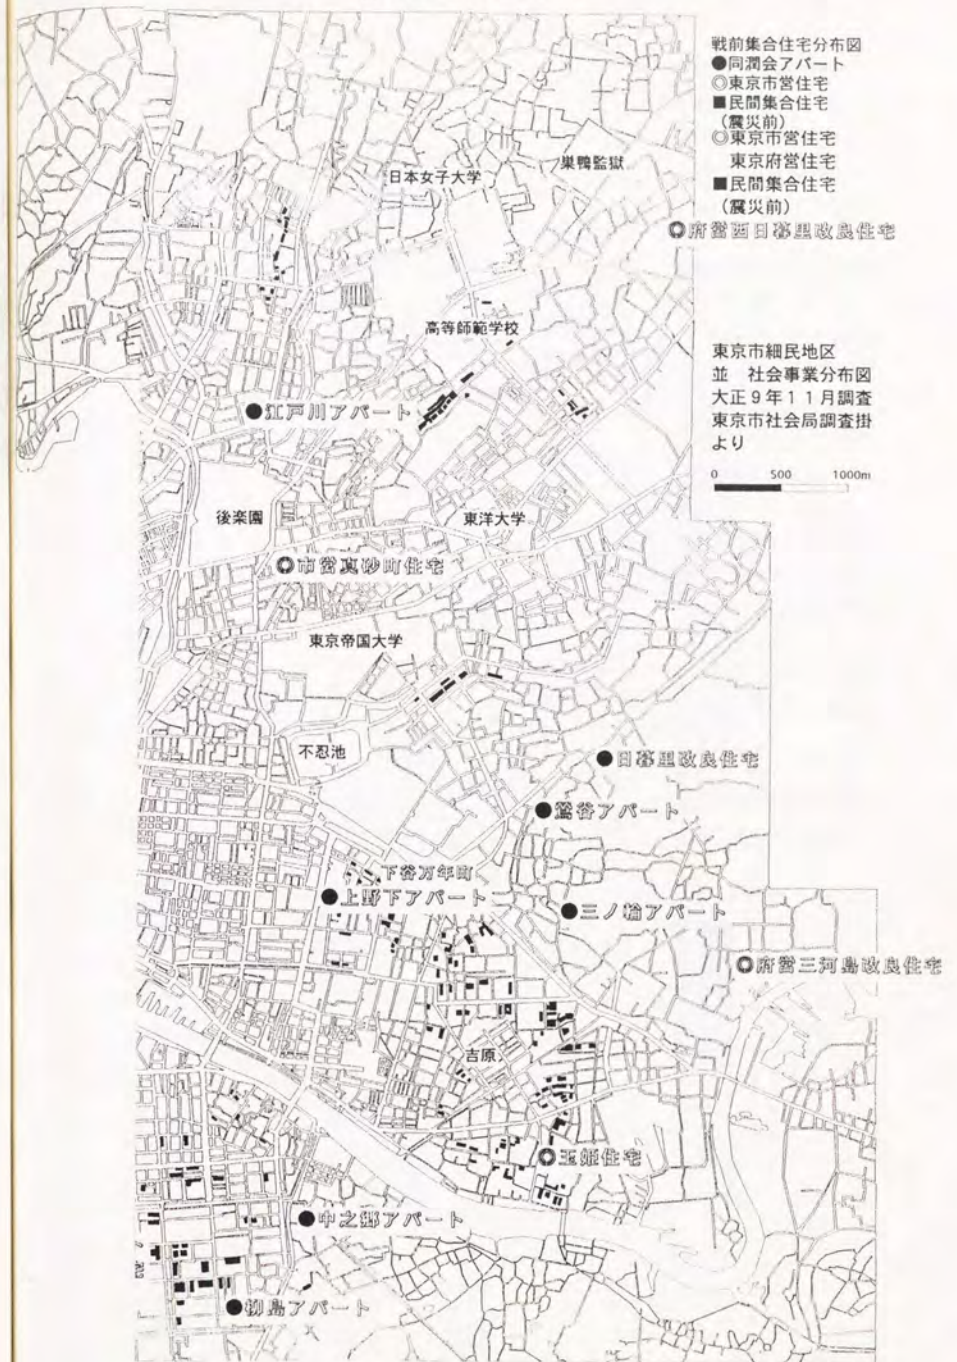 戦前集合住宅分布図
●同潤会アパート
◎東京市営住宅
■民間集合住宅
(震災前)
◎東京市営住宅
東京府営住宅
■民間集合住宅
(震災前)
巣鴨監獄
日本女子大学
◎府営西日暮里改良住宅
高等師範学校
東京市細民地区
並 社会事業分布図
大正9年11月調査
東京市社会局調査掛
より
0 500 1000m
●江戸川アパート
後楽園
東洋大学
◎市営真砂町住宅
東京帝国大学
不忍池
●日暮里改良住宅
●鶯谷アパート
下谷万年町
●上野下アパート
●三ノ輪アパート
◎府営三河島改良住宅
吉原
◎玉姫住宅
●中之郷アパート
●柳島アパート